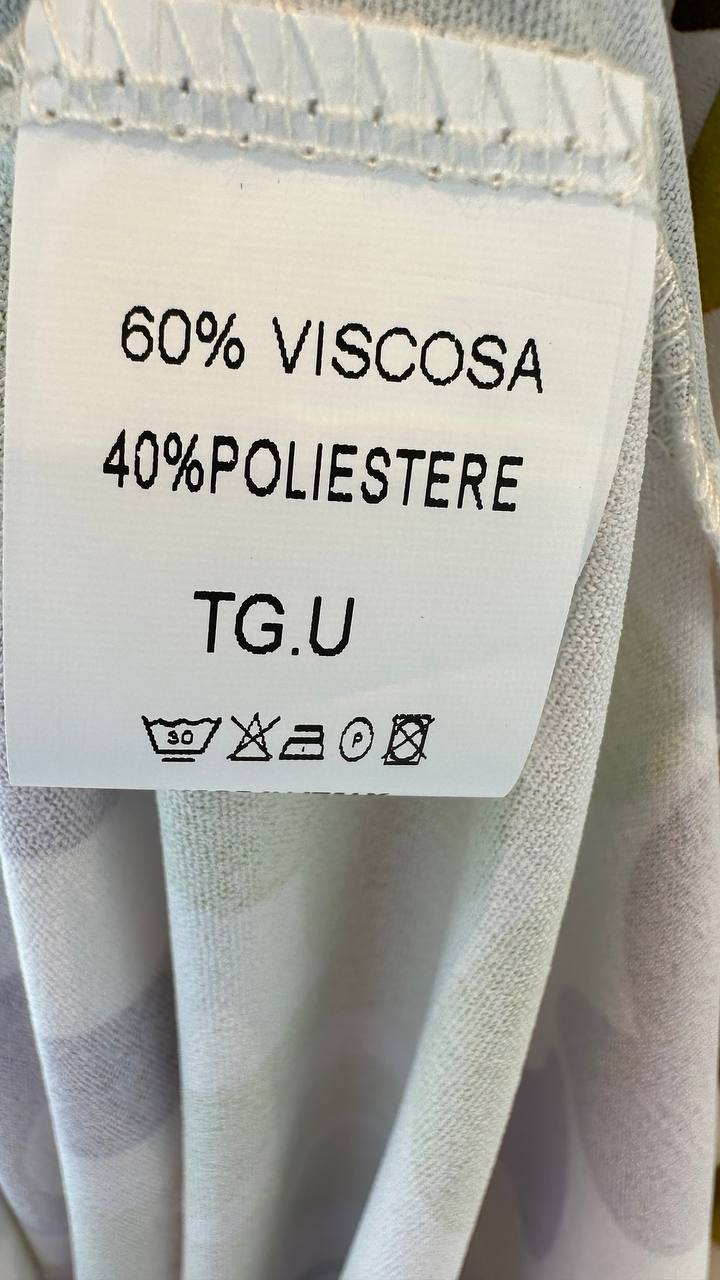 60% VISCOSA
40%POLIESTERE
TG.U
30 P